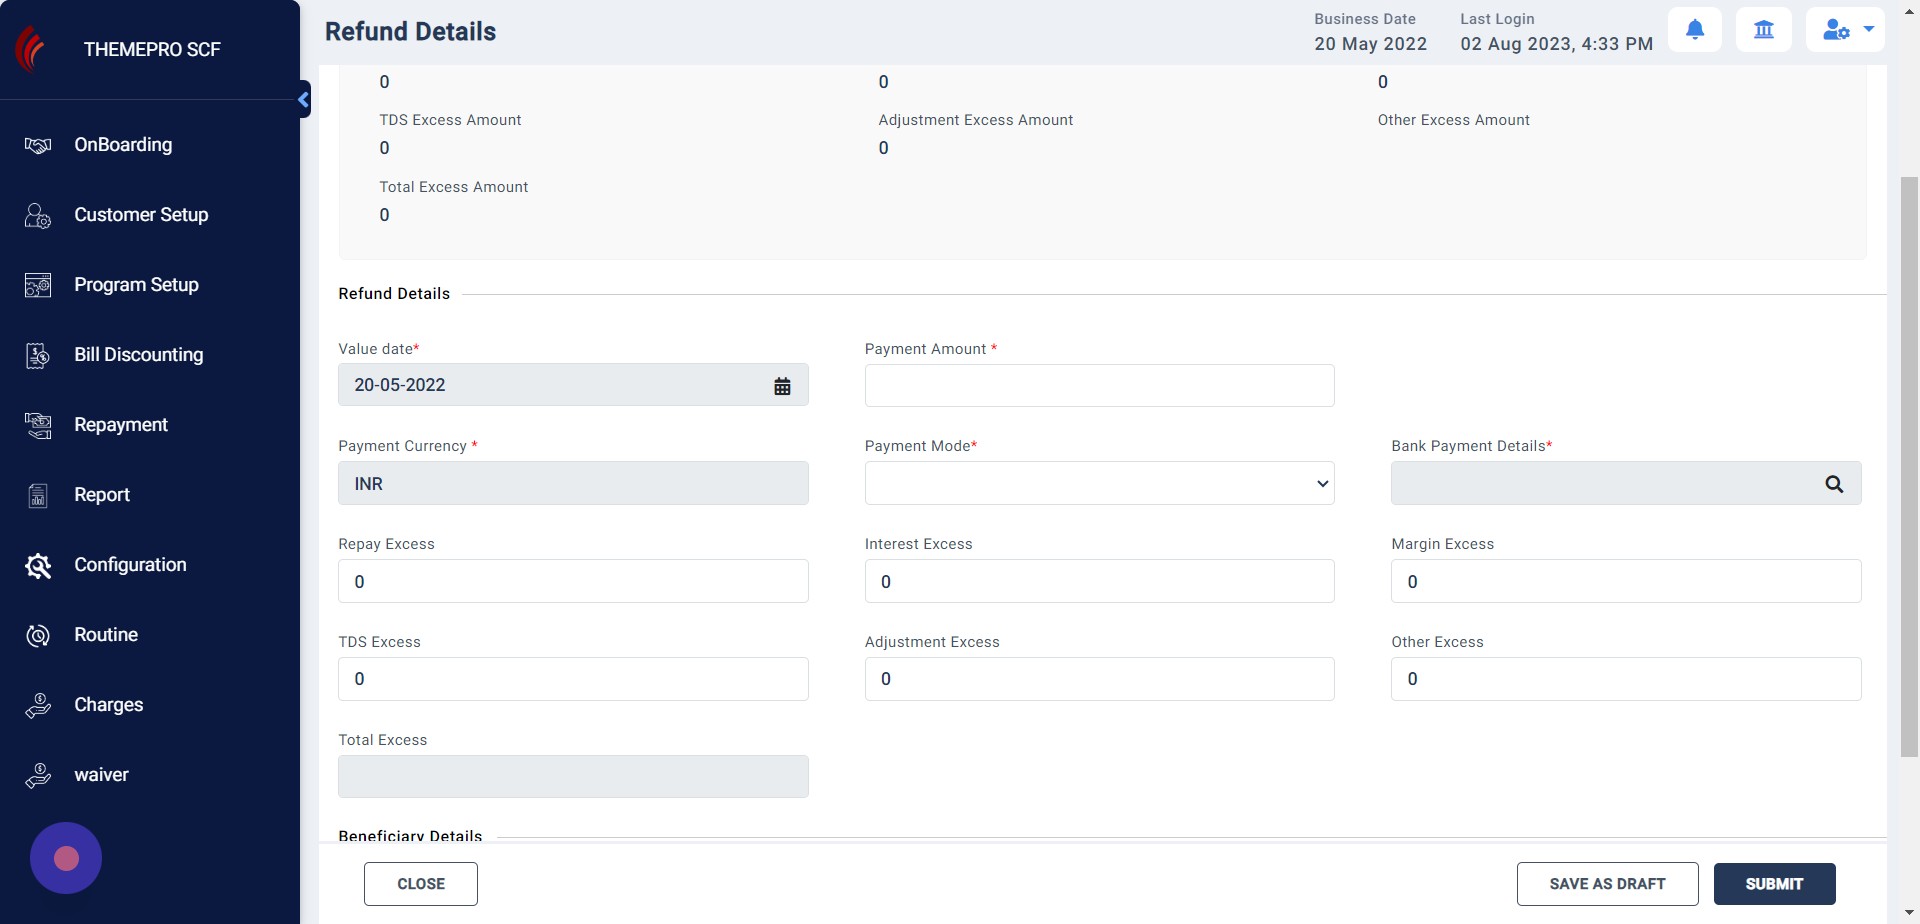 THEMEPRO SCF
OnBoarding
Customer Setup
Program Setup
Bill Discounting
Repayment
Report
Configuration
Routine
Charges
waiver
Refund Details
Business Date
20 May 2022
Last Login
02 Aug 2023, 4:33 PM
0 0 0
TDS Excess Amount Adjustment Excess Amount Other Excess Amount
0 0
Total Excess Amount
0
Refund Details
Value date* Payment Amount *
20-05-2022
Payment Currency * Payment Mode* Bank Payment Details*
INR
Repay Excess Interest Excess Margin Excess
0 0 0
TDS Excess Adjustment Excess Other Excess
0 0 0
Total Excess
Beneficiary Details
CLOSE SAVE AS DRAFT SUBMIT